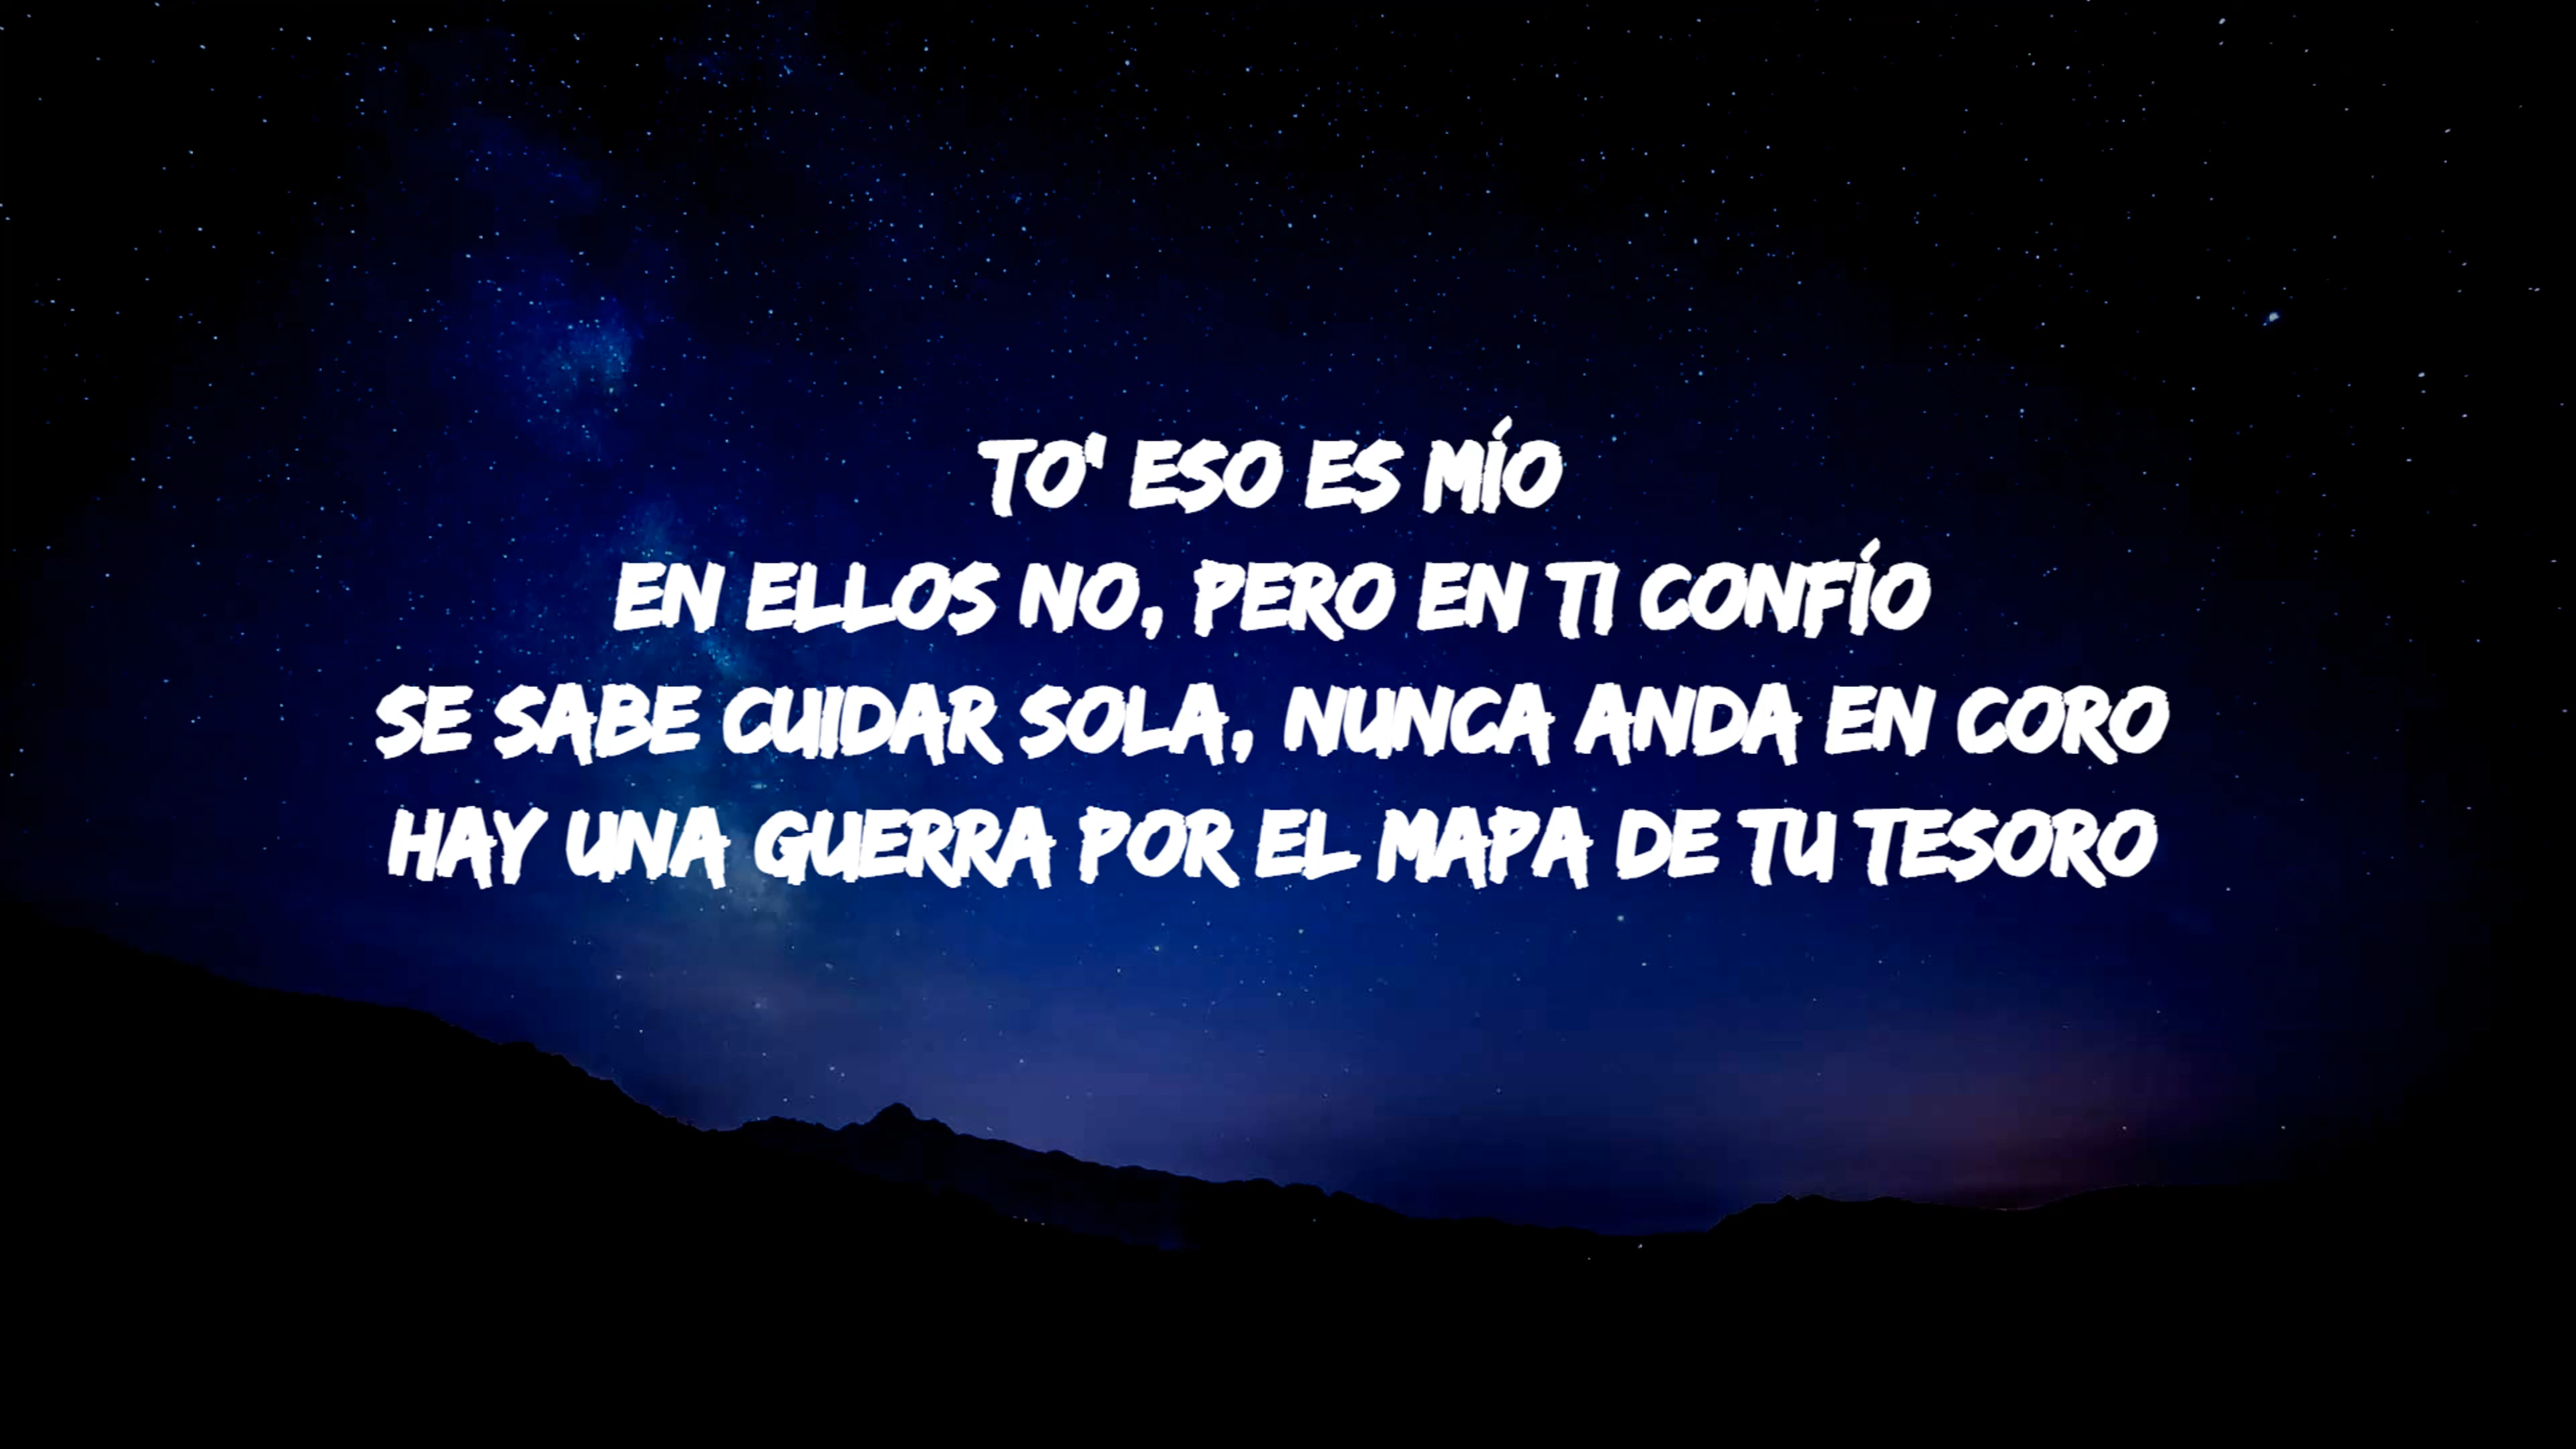 TO' ESO ES MÍO
EN ELLOS NO, PERO EN TI CONFÍO
SE SABE CUIDAR SOLA, NUNCA ANDA EN CORO
HAY UNA GUERRA POR EL MAPA DE TU TESORO